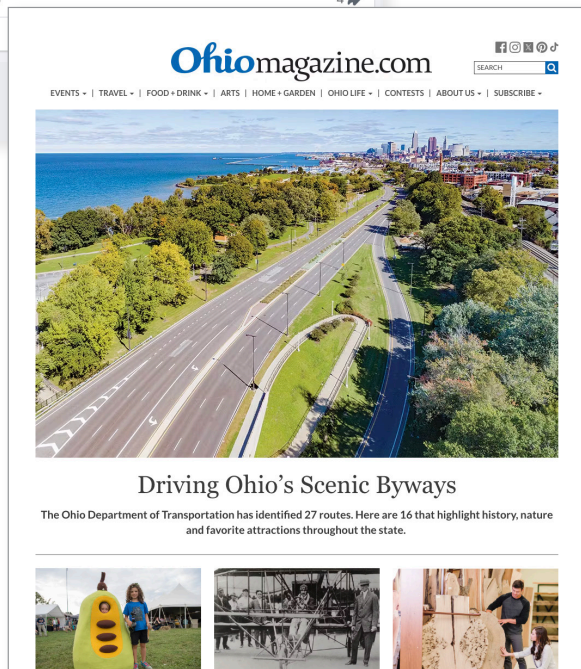 Ohiomagazine.com
SEARCH
EVENTS | TRAVEL | FOOD + DRINK | ARTS | HOME + GARDEN | OHIO LIFE | CONTESTS | ABOUT US | SUBSCRIBE
Driving Ohio's Scenic Byways
The Ohio Department of Transportation has identified 27 routes. Here are 16 that highlight history, nature
and favorite attractions throughout the state.